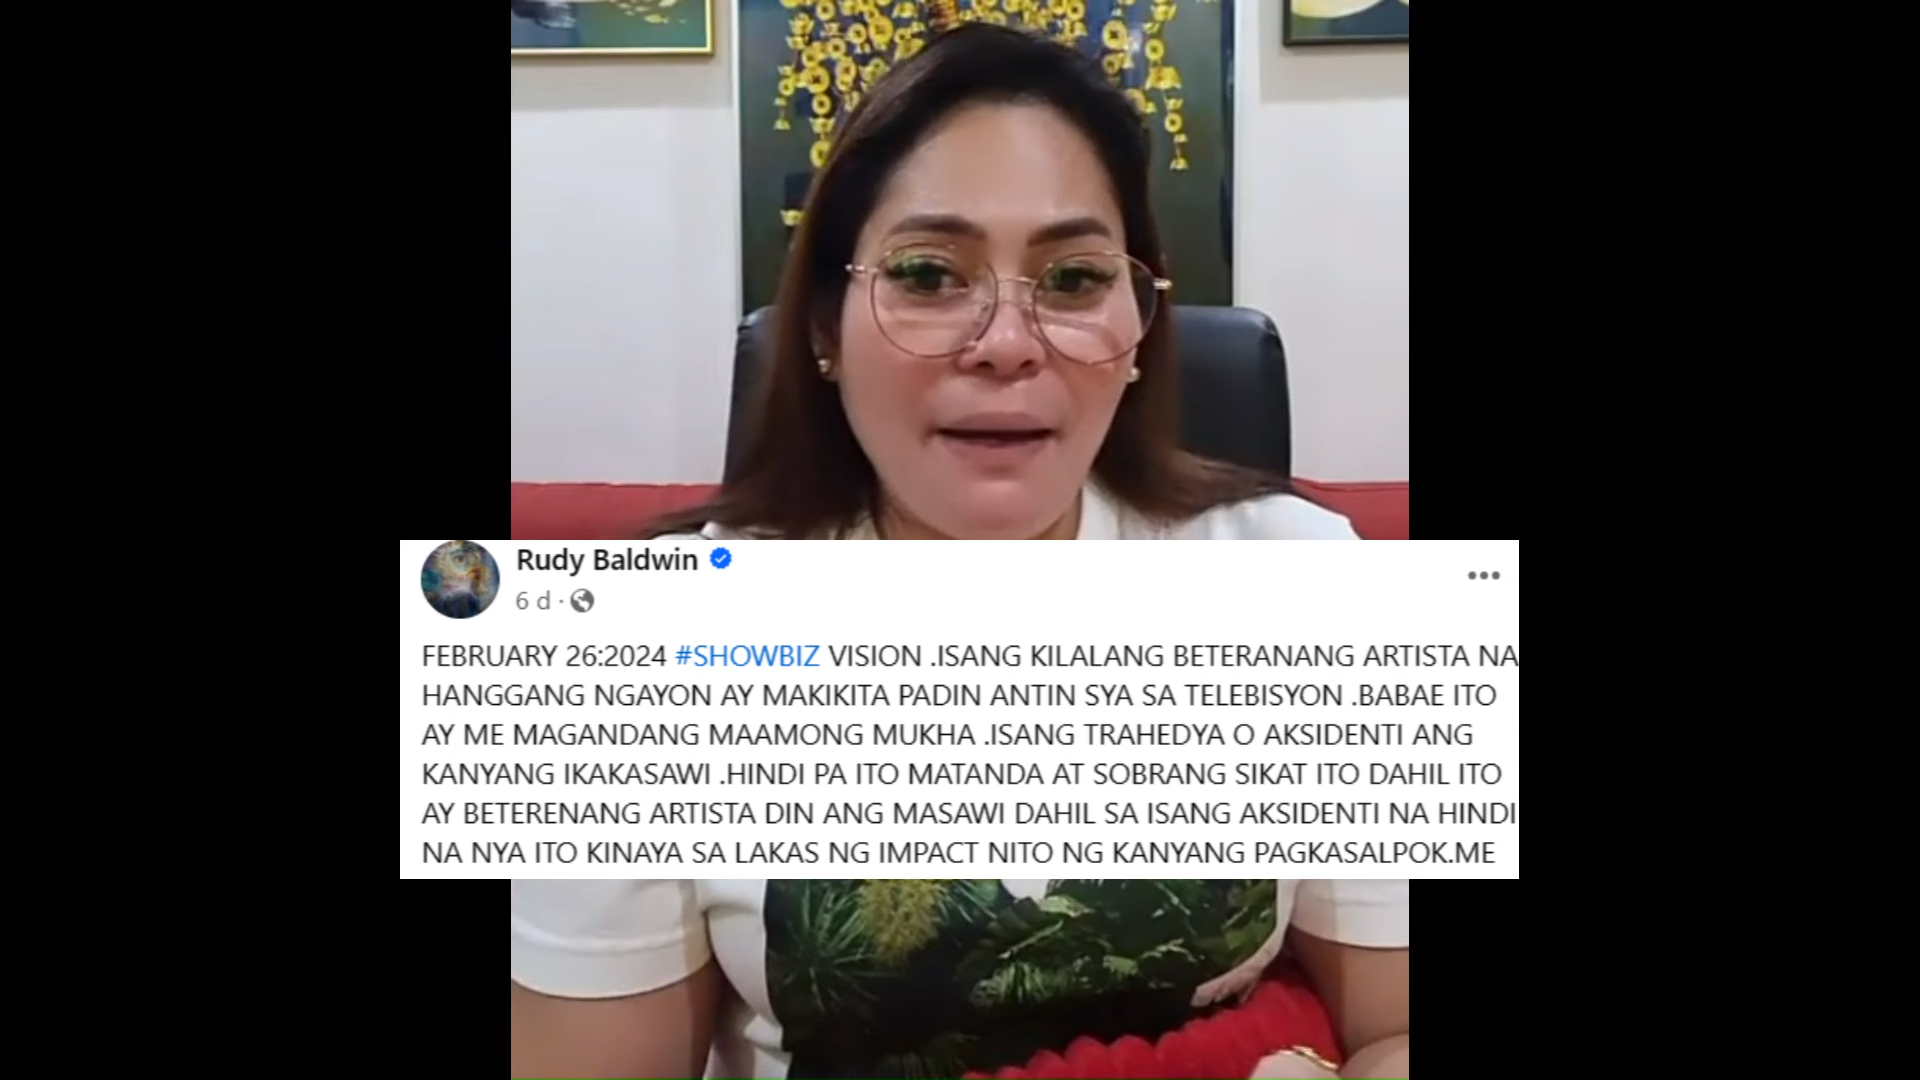 Rudy Baldwin
6 d ·
FEBRUARY 26:2024 #SHOWBIZ VISION .ISANG KILALANG BETERANANG ARTISTA NA
HANGGANG NGAYON AY MAKIKITA PADIN ANTIN SYA SA TELEBISYON .BABAE ITO
AY ME MAGANDANG MAAMONG MUKHA .ISANG TRAHEDYA O AKSIDENTI ANG
KANYANG IKAKASAWI .HINDI PA ITO MATANDA AT SOBRANG SIKAT ITO DAHIL ITO
AY BETERENANG ARTISTA DIN ANG MASAWI DAHIL SA ISANG AKSIDENTI NA HINDI
NA NYA ITO KINAYA SA LAKAS NG IMPACT NITO NG KANYANG PAGKASALPOK.ME